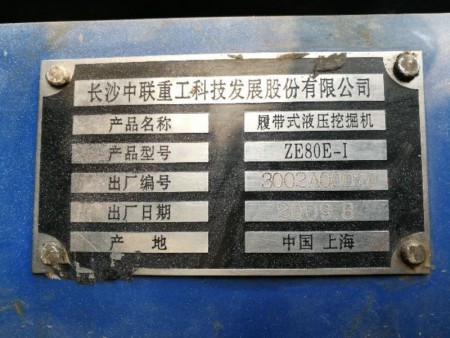 长沙中联重工科技发展股份有限公司
产品名称 履带式液压挖掘机
产品型号 ZE80E-I
出厂编号
出厂日期
产地 中国 上海